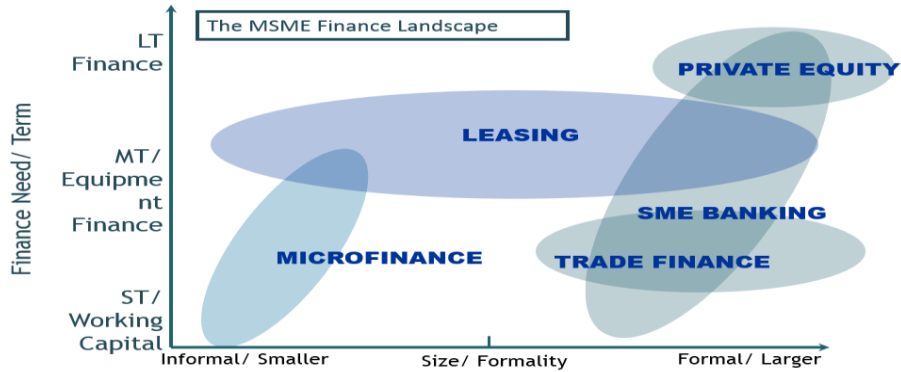 The MSME Finance Landscape
LT
Finance
PRIVATE EQUITY
LEASING
Finance Need/ Term
MT/
Equipme
nt
Finance
SME BANKING
MICROFINANCE
TRADE FINANCE
ST/
Working
Capital
Informal/ Smaller
Size/ Formality
Formal/ Larger